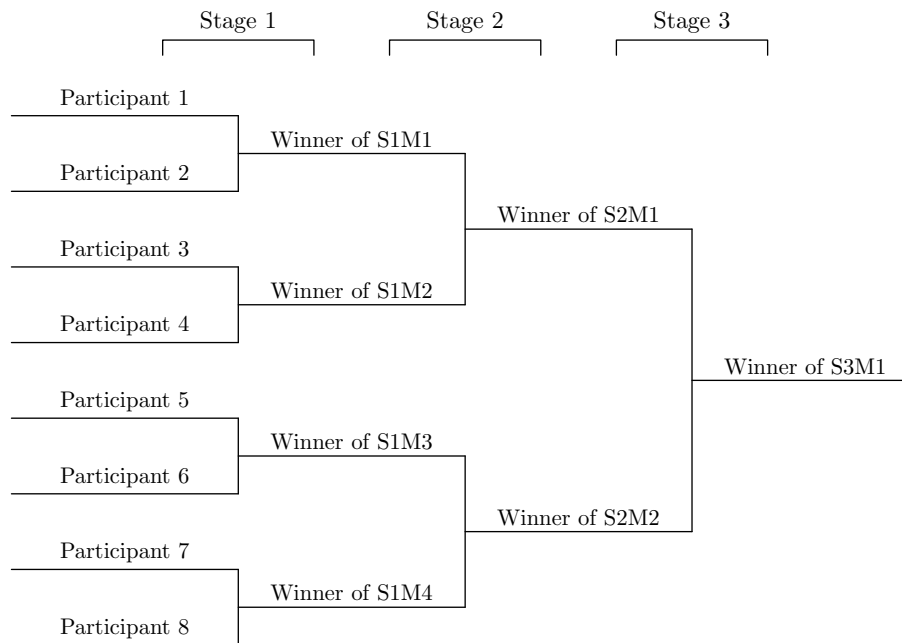 Stage 1
Stage 2
Stage 3
Participant 1
Winner of S1M1
Participant 2
Winner of S2M1
Participant 3
Winner of S1M2
Participant 4
Winner of S3M1
Participant 5
Winner of S1M3
Participant 6
Winner of S2M2
Participant 7
Winner of S1M4
Participant 8